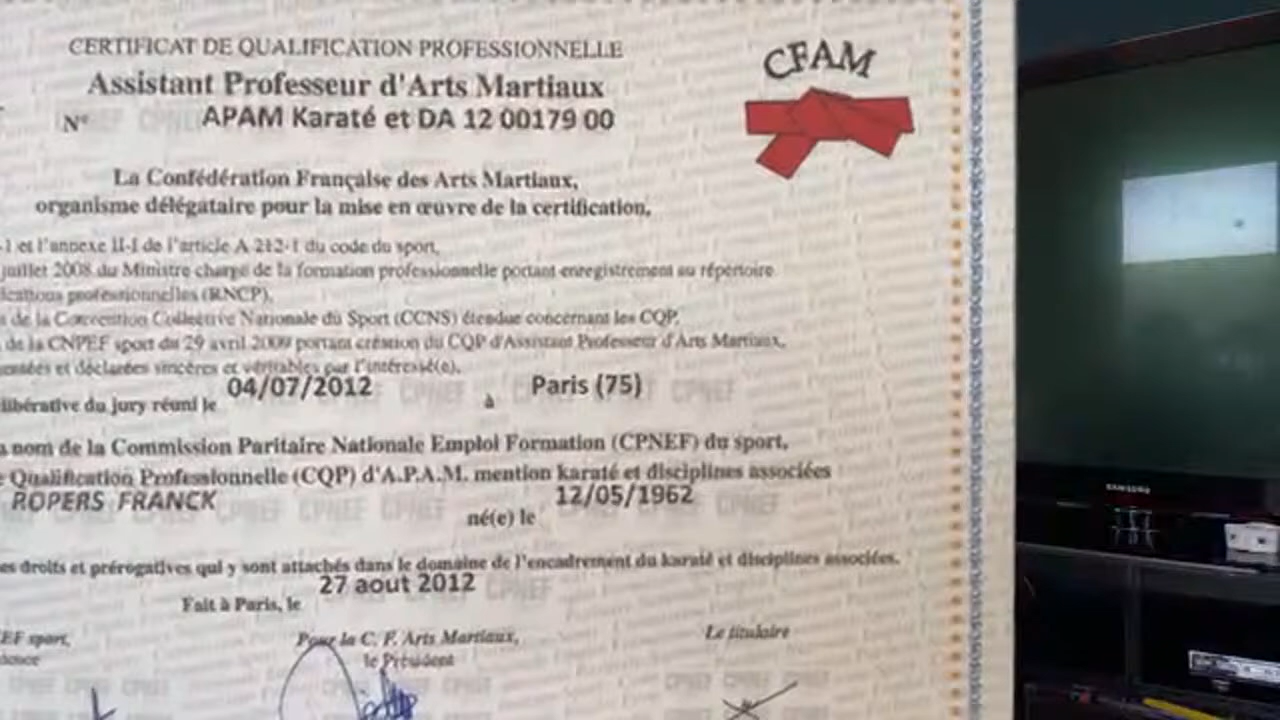 CERTIFICAT DE QUALIFICATION PROFESSIONNELLE
CFAM
Assistant Professeur d'Arts Martiaux
N° APAM Karaté et DA 12 00179 00
La Confédération Française des Arts Martiaux,
organisme délégataire pour la mise en œuvre de la certification,
-1 et l'annexe II-1 de l'article A 212-1 du code du sport,
juillet 2008 du Ministre chargé de la formation professionnelle portant enregistrement au répertoire
ications professionnelles (RNCP),
de la Convention Collective Nationale du Sport (CCNS) étendue concernant les CQP,
de la CNPEF sport du 29 avril 2009 portant création du CQP d'Assistant Professeur d'Arts Martiaux,
et déclarées sincères et véritables par l'intéressé(e),
libérative du jury réuni le 04/07/2012 à Paris (75)
nom de la Commission Paritaire Nationale Emploi Formation (CPNEF) du sport,
e Qualification Professionnelle (CQP) d'A.P.A.M. mention karaté et disciplines associées
ROPERS FRANCK né(e) le 12/05/1962
es droits et prérogatives qui y sont attachés dans le domaine de l'encadrement du karaté et disciplines associées.
Fait à Paris, le 27 aout 2012
EF sport, Pour la C. F. Arts Martiaux, Le titulaire
le Président
SAMSUNG